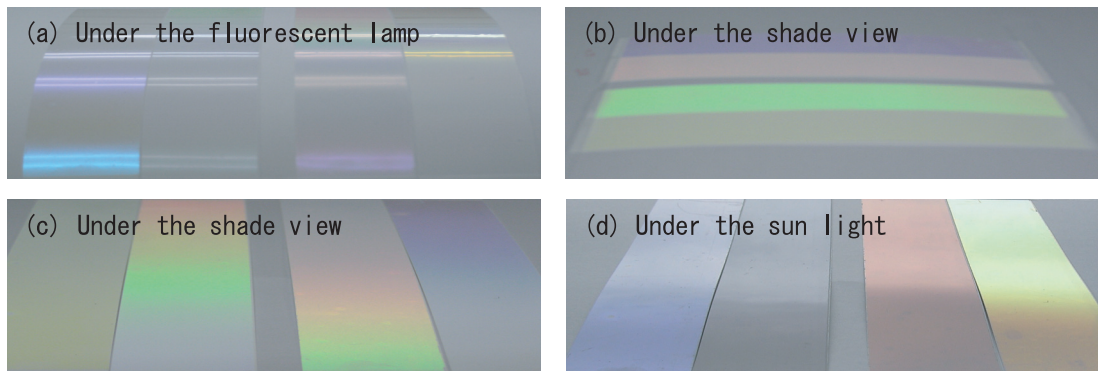 (a) Under the fluorescent lamp
(b) Under the shade view
(c) Under the shade view
(d) Under the sun light